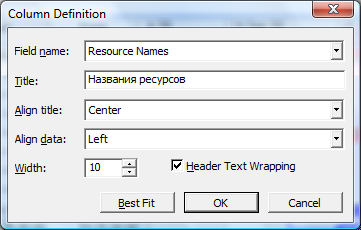 Column Definition
Field name: Resource Names
Title: Названия ресурсов
Align title: Center
Align data: Left
Width: 10 Header Text Wrapping
Best Fit OK Cancel